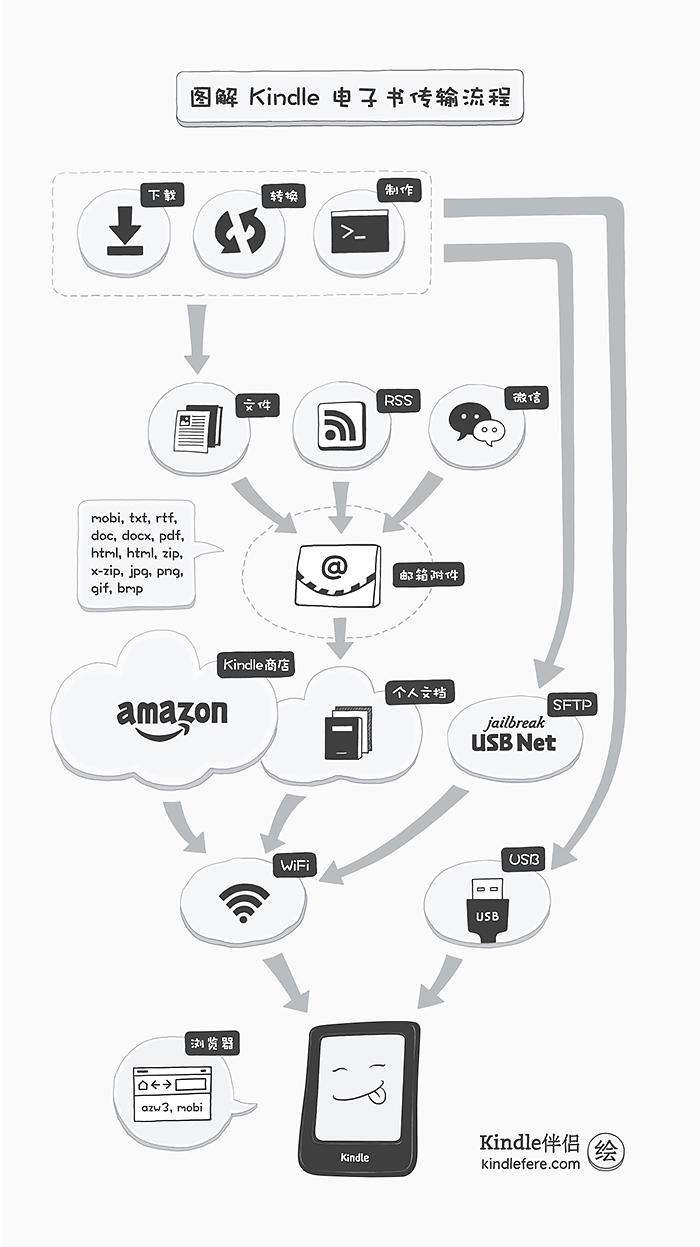 图解 Kindle 电子书传输流程
下载
转换
制作
>_
文件
RSS
微信
mobi, txt, rtf,
doc, docx, pdf,
html, html, zip,
x-zip, jpg, png,
gif, bmp
@
邮箱附件
Kindle商店
amazon
个人文档
SFTP
jailbreak
USB Net
WiFi
USB
USB
浏览器
azw3, mobi
Kindle
Kindle伴侣
kindlefere.com
绘